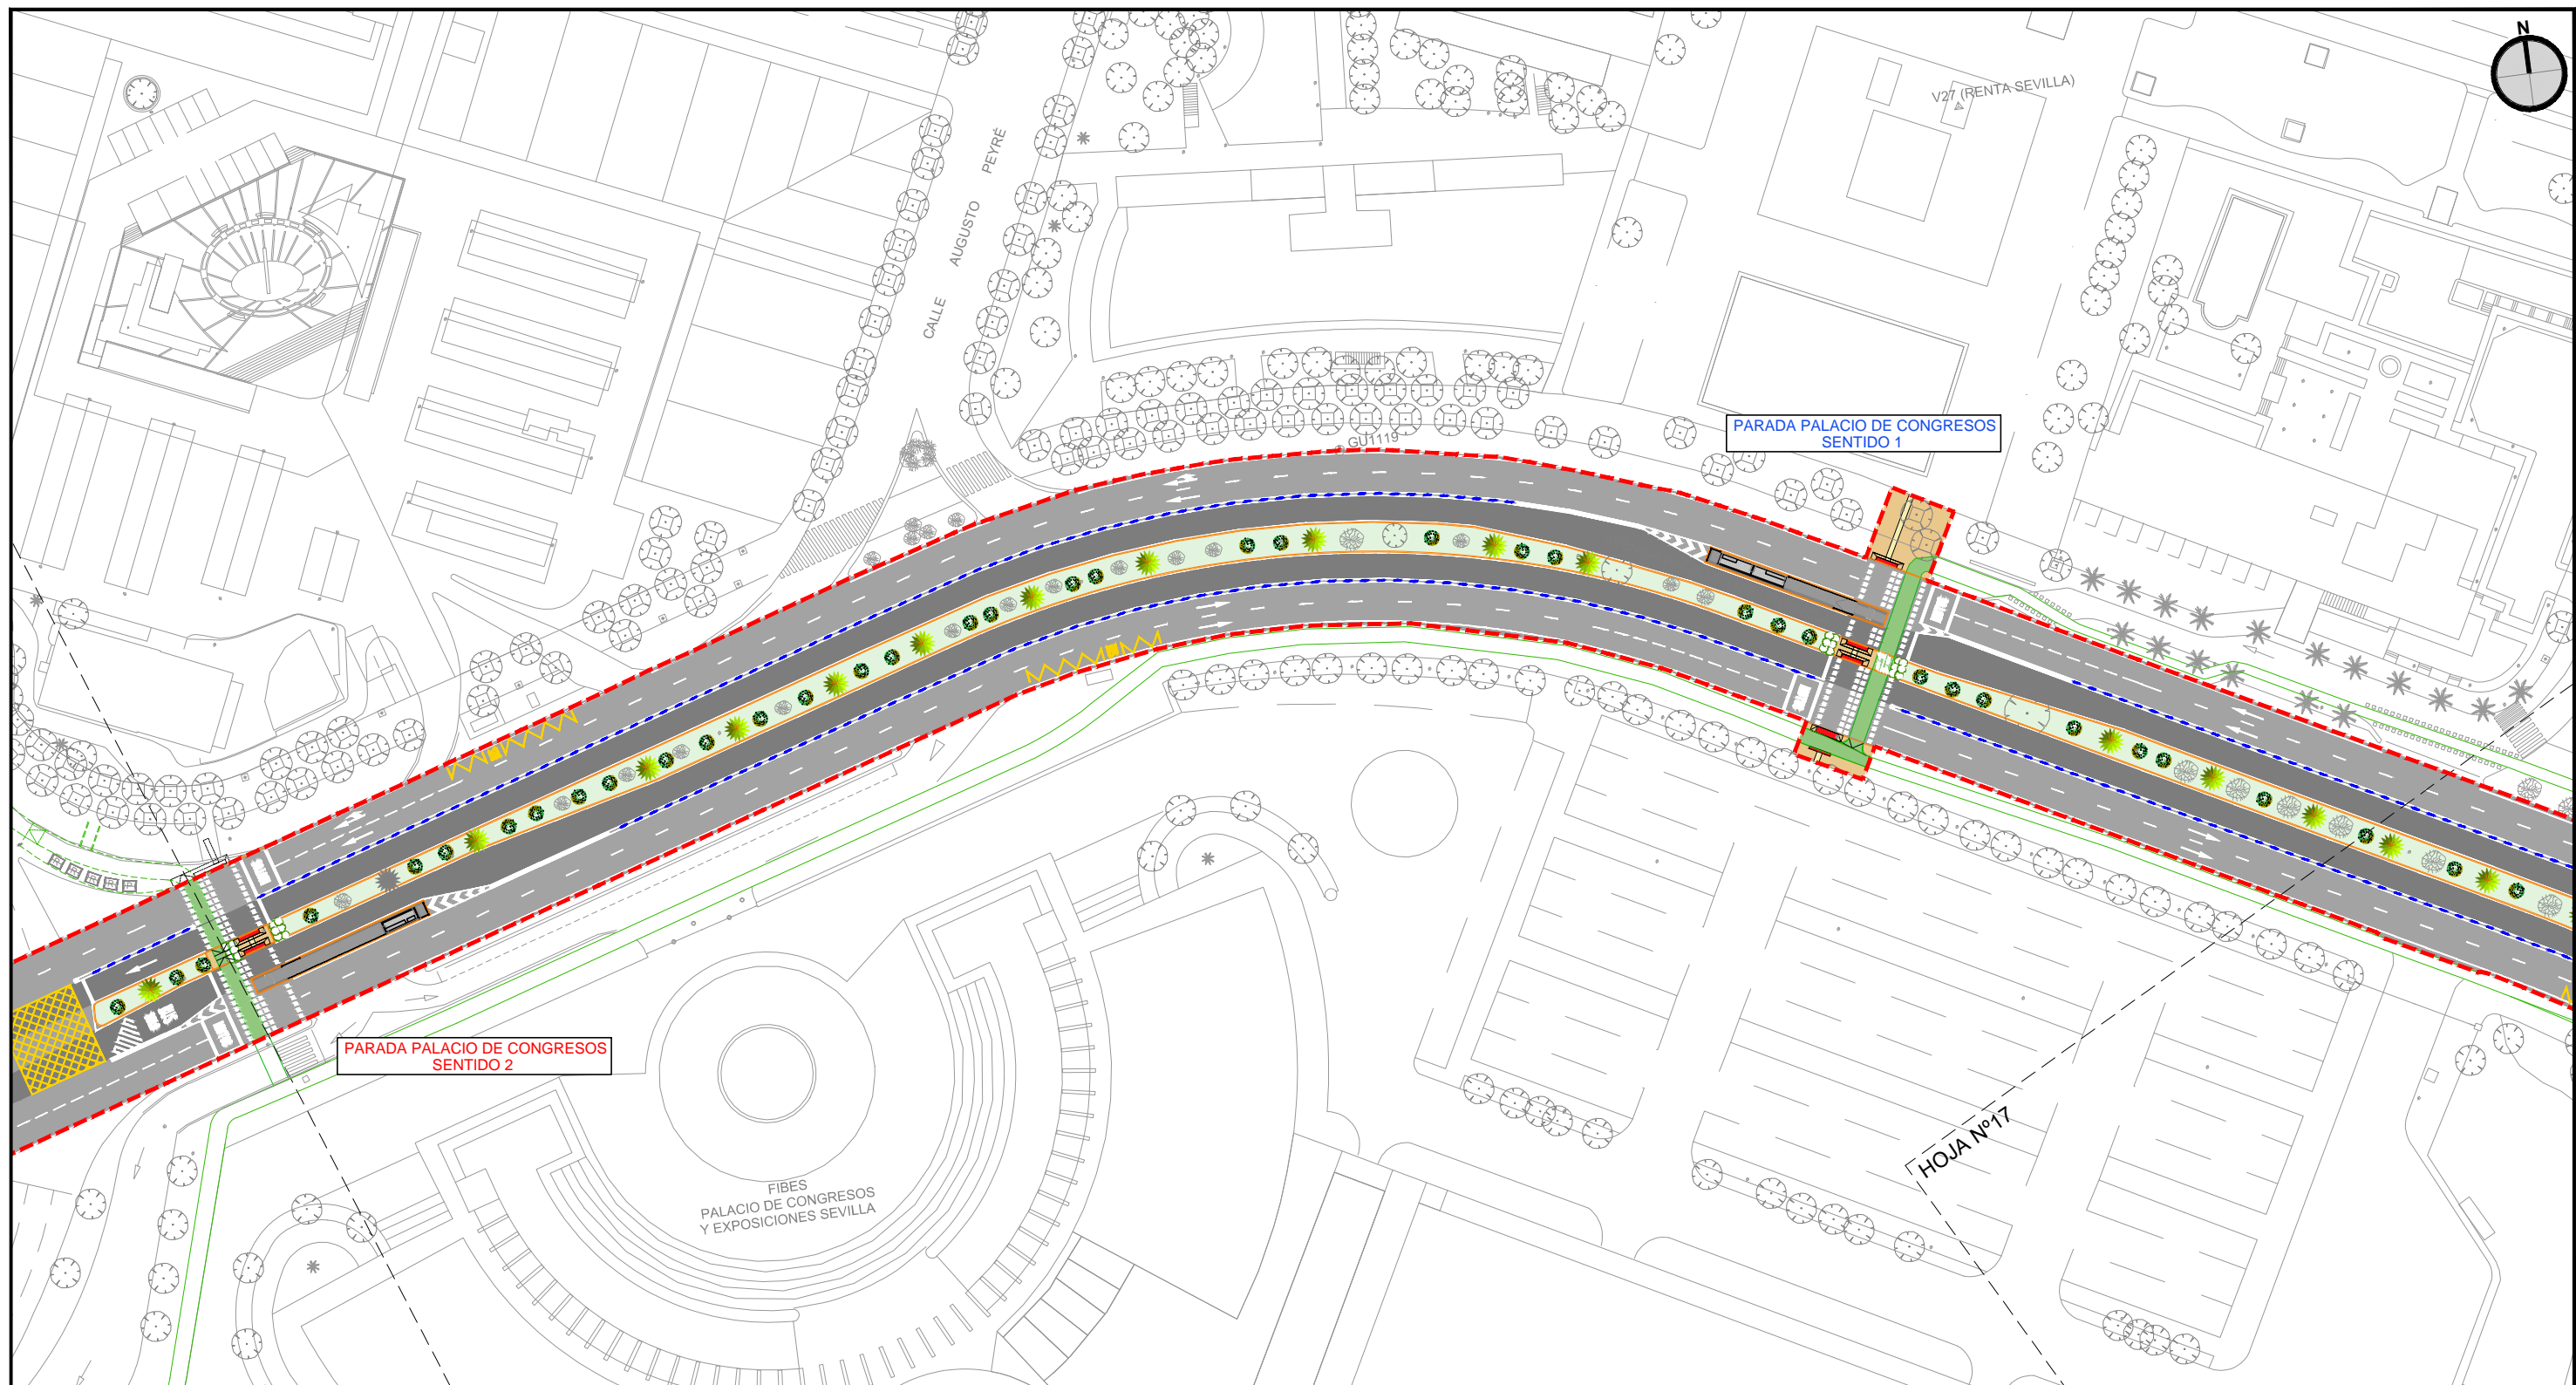 N
V27 (RENTA SEVILLA)
CALLE AUGUSTO PEYRÉ
PARADA PALACIO DE CONGRESOS
SENTIDO 1
GU1119
PARADA PALACIO DE CONGRESOS
SENTIDO 2
HOJA Nº17
FIBES
PALACIO DE CONGRESOS
Y EXPOSICIONES SEVILLA